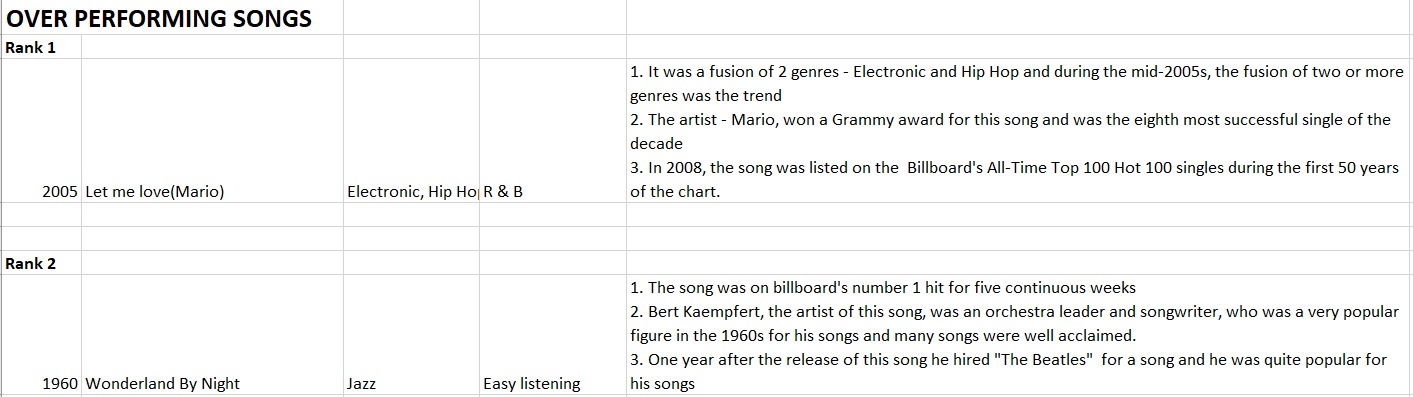 OVER PERFORMING SONGS
Rank 1
1. It was a fusion of 2 genres - Electronic and Hip Hop and during the mid-2005s, the fusion of two or more
genres was the trend
2. The artist - Mario, won a Grammy award for this song and was the eighth most successful single of the
decade
3. In 2008, the song was listed on the  Billboard's All-Time Top 100 Hot 100 singles during the first 50 years
2005 Let me love(Mario) Electronic, Hip Hop R & B of the chart.
Rank 2
1. The song was on billboard's number 1 hit for five continuous weeks
2. Bert Kaempfert, the artist of this song, was an orchestra leader and songwriter, who was a very popular
figure in the 1960s for his songs and many songs were well acclaimed.
3. One year after the release of this song he hired "The Beatles"  for a song and he was quite popular for
1960 Wonderland By Night Jazz Easy listening his songs